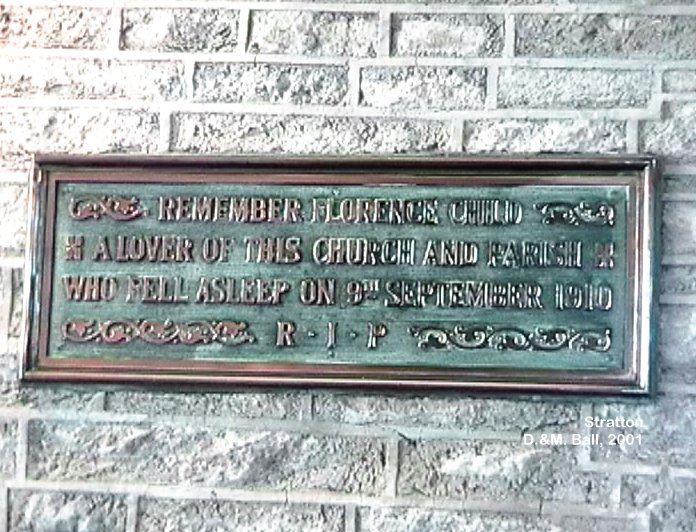 REMEMBER FLORENCE CHILD
A LOVER OF THIS CHURCH AND PARISH
WHO FELL ASLEEP ON 9TH SEPTEMBER 1910
R · I · P
Stratton
D.&M. Ball, 2001